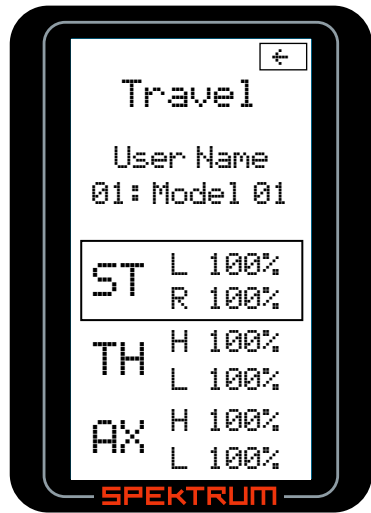 ←
Travel
User Name
01: Model 01
ST L 100%
R 100%
TH H 100%
L 100%
AX H 100%
L 100%
SPEKTRUM